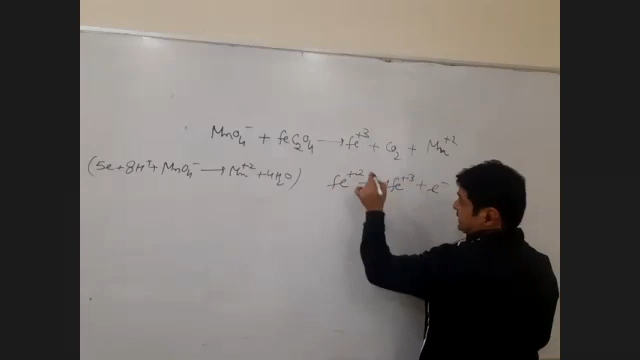 MnO₄⁻ + feC₂O₄ → fe⁺³ + CO₂ + Mn⁺²
(5e + 8H⁺ + MnO₄⁻ → Mn⁺² + 4H₂O) fe⁺² → fe⁺³ + e⁻